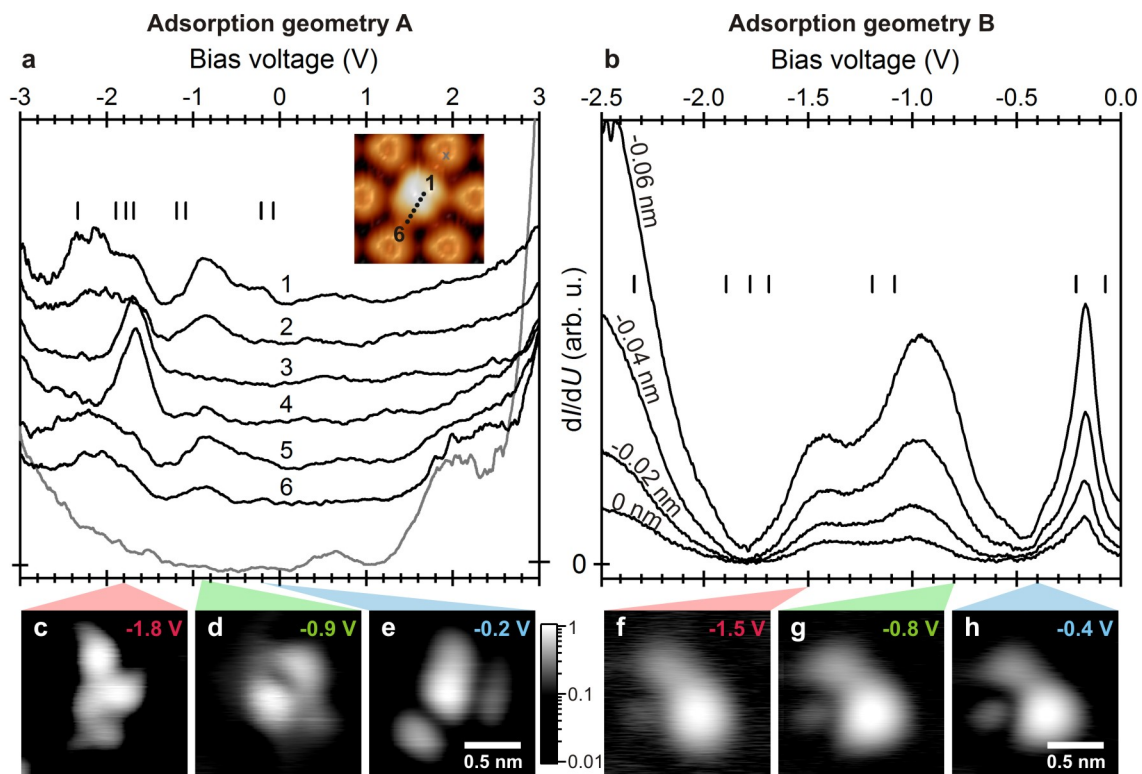 Adsorption geometry A
a
Bias voltage (V)
-3 -2 -1 0 1 2 3
1
6
1
2
3
4
5
6
0
Adsorption geometry B
b
Bias voltage (V)
-2.5 -2.0 -1.5 -1.0 -0.5 0.0
dI/dU (arb. u.)
-0.06 nm
-0.04 nm
-0.02 nm
0 nm
0
c -1.8 V
d -0.9 V
e -0.2 V
0.5 nm
1
0.1
0.01
f -1.5 V
g -0.8 V
h -0.4 V
0.5 nm